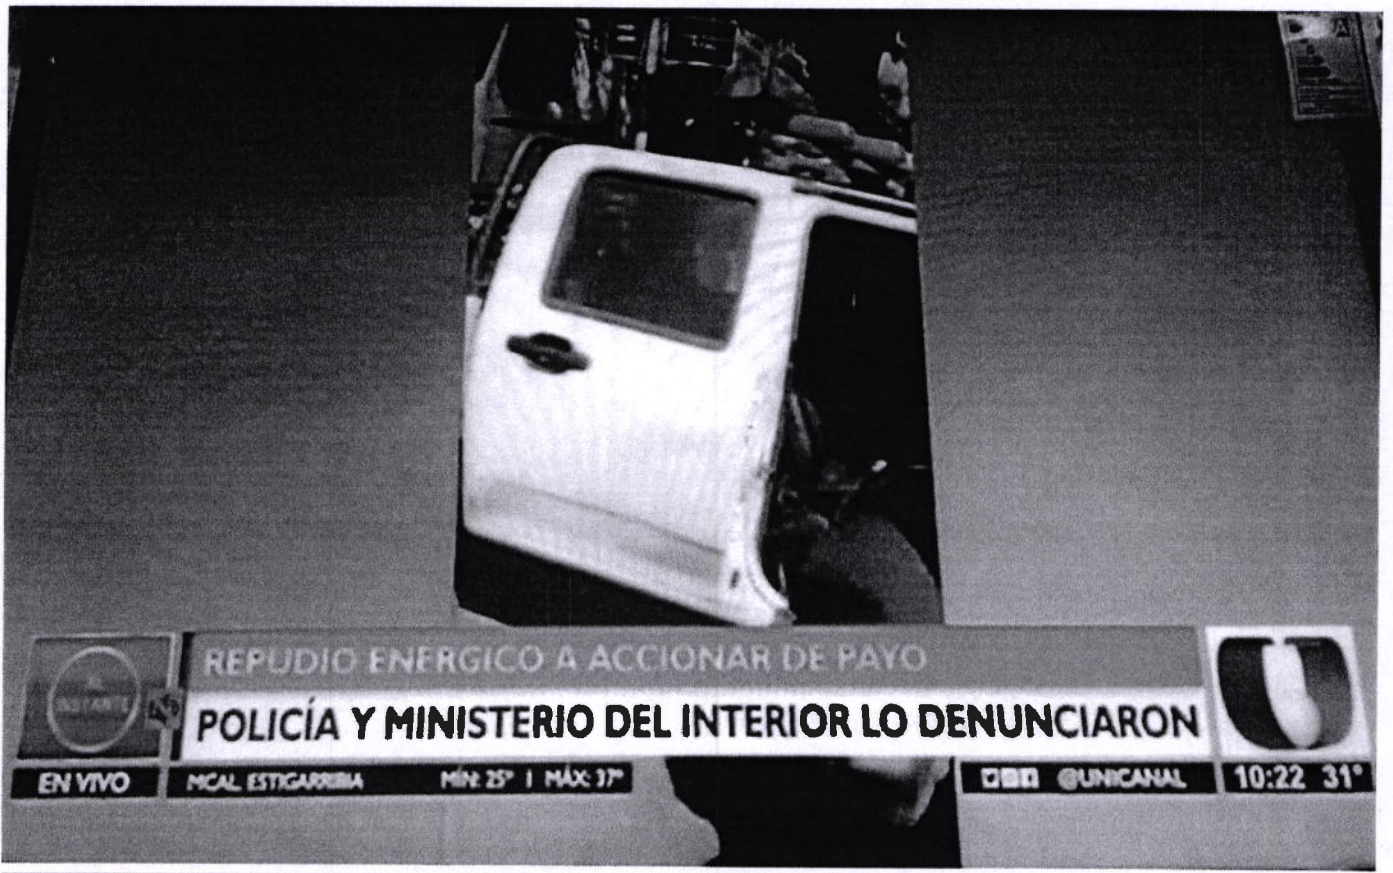 REPUDIO ENERGICO A ACCIONAR DE PAYO
POLICÍA Y MINISTERIO DEL INTERIOR LO DENUNCIARON
EN VIVO
MCAL. ESTIGARRIBIA MÍN: 25° | MÁX: 37°
@UNICANAL
10:22 31°